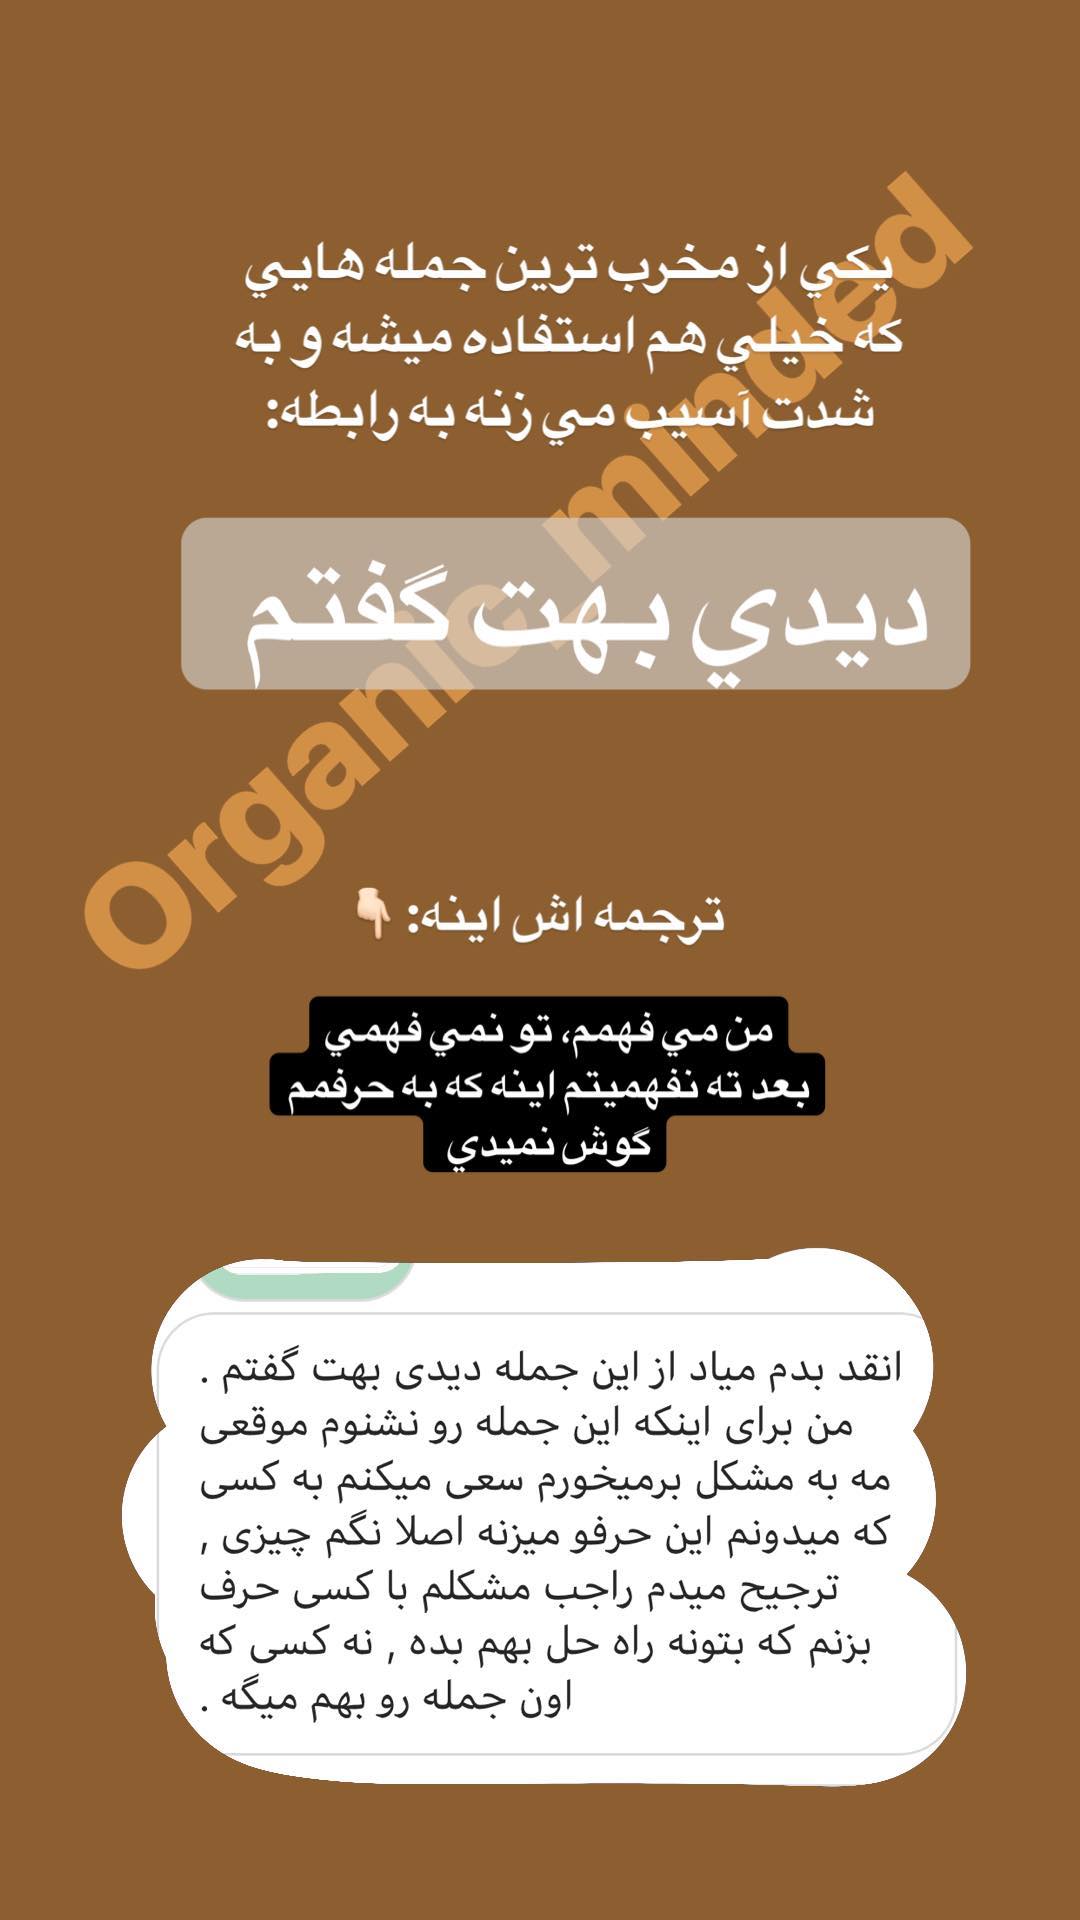 يكي از مخرب ترين جمله هايي
كه خيلي هم استفاده ميشه و به
شدت آسيب مي زنه به رابطه:
ديدي بهت گفتم
Organic_minded
ترجمه اش اينه: 👇🏻
من مي فهمم، تو نمي فهمي
بعد ته نفهميتم اينه كه به حرفمم
گوش نميدي
انقد بدم میاد از این جمله دیدی بهت گفتم .
من برای اینکه این جمله رو نشنوم موقعی
مه به مشکل برمیخورم سعی میکنم به کسی
که میدونم این حرفو میزنه اصلا نگم چیزی ,
ترجیح میدم راجب مشکلم با کسی حرف
بزنم که بتونه راه حل بهم بده , نه کسی که
اون جمله رو بهم میگه .